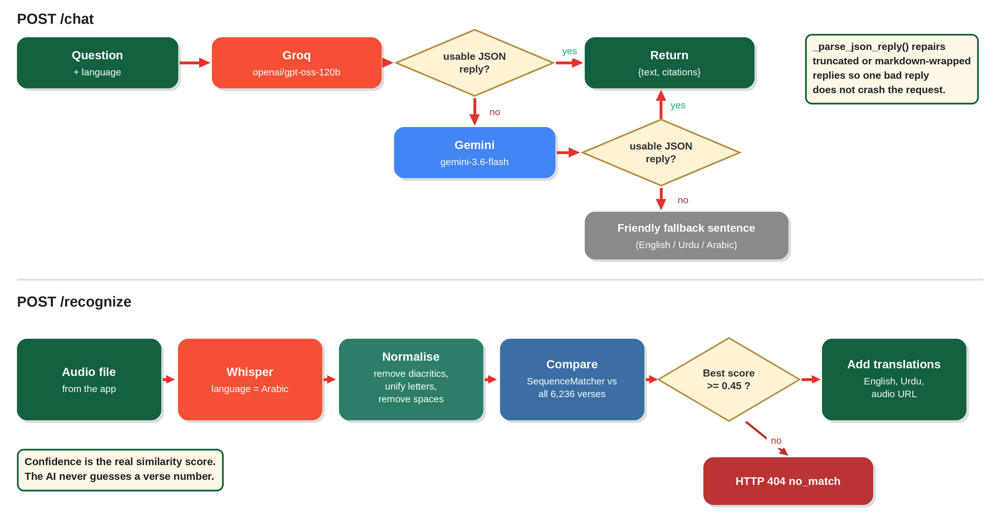 POST /chat
Question
+ language
Groq
openai/gpt-oss-120b
usable JSON
reply?
yes
Return
{text, citations}
_parse_json_reply() repairs
truncated or markdown-wrapped
replies so one bad reply
does not crash the request.
no
yes
Gemini
gemini-3.6-flash
usable JSON
reply?
no
Friendly fallback sentence
(English / Urdu / Arabic)
POST /recognize
Audio file
from the app
Whisper
language = Arabic
Normalise
remove diacritics,
unify letters,
remove spaces
Compare
SequenceMatcher vs
all 6,236 verses
Best score
>= 0.45 ?
Add translations
English, Urdu,
audio URL
no
Confidence is the real similarity score.
The AI never guesses a verse number.
HTTP 404 no_match